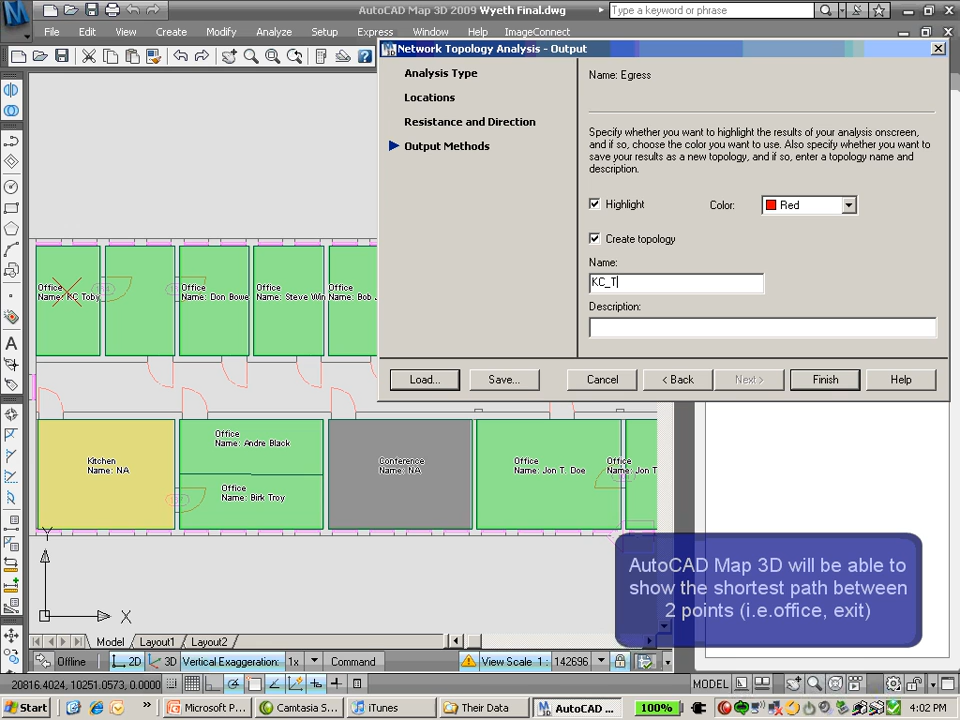 AutoCAD Map 3D 2009 Wyeth Final.dwg
Type a keyword or phrase
File Edit View Create Modify Analyze Setup Express Window Help ImageConnect
Network Topology Analysis - Output
Analysis Type
Locations
Resistance and Direction
Output Methods
Name: Egress
Specify whether you want to highlight the results of your analysis onscreen,
and if so, choose the color you want to use. Also specify whether you want to
save your results as a new topology, and if so, enter a topology name and
description.
Highlight
Color:
Red
Create topology
Name:
KC_T
Description:
Load...
Save...
Cancel
< Back
Next>
Finish
Help
Office
Name: KC Toby
Office
Name: Don Bowe
Office
Name: Steve Win
Office
Name: Bob
Kitchen
Name: NA
Office
Name: Andre Black
Office
Name: Birk Troy
Conference
Name: NA
Office
Name: Jon T. Doe
Office
Name: Jon T.
Y
X
AutoCAD Map 3D will be able to
show the shortest path between
2 points (i.e.office, exit)
Model Layout1 Layout2
Offline 2D 3D Vertical Exaggeration: 1x Command View Scale 1: 142696
20816.4024, 10251.0573, 0.0000 MODEL
Start Microsoft P... Camtasia S... iTunes Their Data AutoCAD ... 100% 4:02 PM